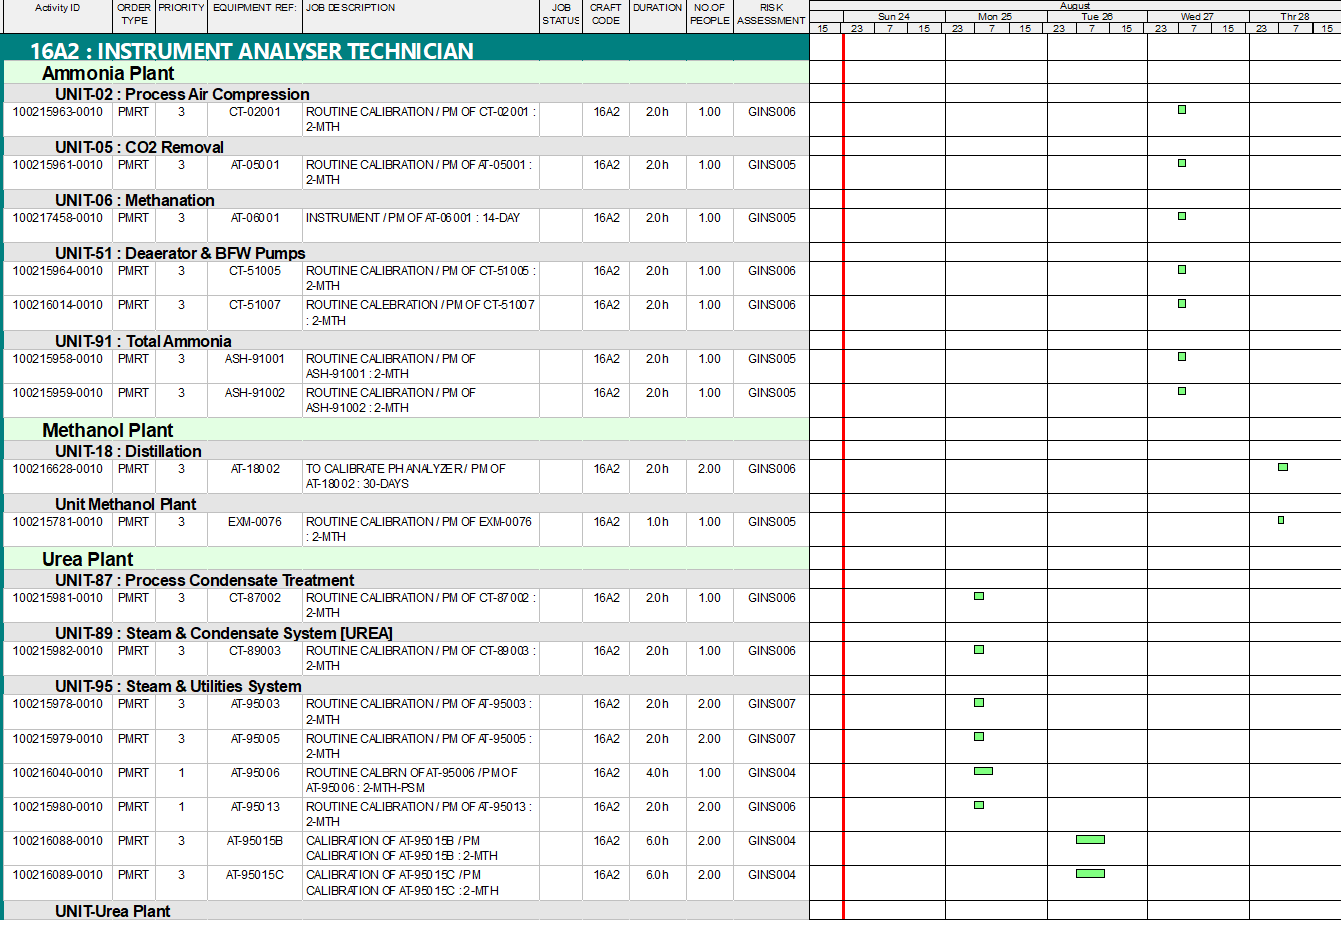 Activity ID ORDER TYPE PRIORITY EQUIPMENT REF: JOB DESCRIPTION JOB STATUS CRAFT CODE DURATION NO.OF PEOPLE RISK ASSESSMENT
August
Sun 24 Mon 25 Tue 26 Wed 27 Thr 28
15 23 7 15 23 7 15 23 7 15 23 7 15 23 7 15
16A2 : INSTRUMENT ANALYSER TECHNICIAN
Ammonia Plant
UNIT-02 : Process Air Compression
100215963-0010 PMRT 3 CT-02001 ROUTINE CALIBRATION / PM OF CT-02001 : 16A2 2.0h 1.00 GINS006
2-MTH
UNIT-05 : CO2 Removal
100215961-0010 PMRT 3 AT-05001 ROUTINE CALIBRATION / PM OF AT-05001 : 16A2 2.0h 1.00 GINS005
2-MTH
UNIT-06 : Methanation
100217458-0010 PMRT 3 AT-06001 INSTRUMENT / PM OF AT-06001 : 14-DAY 16A2 2.0h 1.00 GINS005
UNIT-51 : Deaerator & BFW Pumps
100215964-0010 PMRT 3 CT-51005 ROUTINE CALIBRATION / PM OF CT-51005 : 16A2 2.0h 1.00 GINS006
2-MTH
100216014-0010 PMRT 3 CT-51007 ROUTINE CALEBRATION / PM OF CT-51007 16A2 2.0h 1.00 GINS006
: 2-MTH
UNIT-91 : Total Ammonia
100215958-0010 PMRT 3 ASH-91001 ROUTINE CALIBRATION / PM OF 16A2 2.0h 1.00 GINS005
ASH-91001 : 2-MTH
100215959-0010 PMRT 3 ASH-91002 ROUTINE CALIBRATION / PM OF 16A2 2.0h 1.00 GINS005
ASH-91002 : 2-MTH
Methanol Plant
UNIT-18 : Distillation
100216628-0010 PMRT 3 AT-18002 TO CALIBRATE PH ANALYZER / PM OF 16A2 2.0h 2.00 GINS006
AT-18002 : 30-DAYS
Unit Methanol Plant
100215781-0010 PMRT 3 EXM-0076 ROUTINE CALIBRATION / PM OF EXM-0076 16A2 1.0h 1.00 GINS005
: 2-MTH
Urea Plant
UNIT-87 : Process Condensate Treatment
100215981-0010 PMRT 3 CT-87002 ROUTINE CALIBRATION / PM OF CT-87002 : 16A2 2.0h 1.00 GINS006
2-MTH
UNIT-89 : Steam & Condensate System [UREA]
100215982-0010 PMRT 3 CT-89003 ROUTINE CALIBRATION / PM OF CT-89003 : 16A2 2.0h 1.00 GINS006
2-MTH
UNIT-95 : Steam & Utilities System
100215978-0010 PMRT 3 AT-95003 ROUTINE CALIBRATION / PM OF AT-95003 : 16A2 2.0h 2.00 GINS007
2-MTH
100215979-0010 PMRT 3 AT-95005 ROUTINE CALIBRATION / PM OF AT-95005 : 16A2 2.0h 2.00 GINS007
2-MTH
100216040-0010 PMRT 1 AT-95006 ROUTINE CALBRN OF AT-95006 / PM OF 16A2 4.0h 1.00 GINS004
AT-95006 : 2-MTH-PSM
100215980-0010 PMRT 1 AT-95013 ROUTINE CALIBRATION / PM OF AT-95013 : 16A2 2.0h 2.00 GINS006
2-MTH
100216088-0010 PMRT 3 AT-95015B CALIBRATION OF AT-95015B / PM 16A2 6.0h 2.00 GINS004
CALIBRATION OF AT-95015B : 2-MTH
100216089-0010 PMRT 3 AT-95015C CALIBRATION OF AT-95015C / PM 16A2 6.0h 2.00 GINS004
CALIBRATION OF AT-95015C : 2-MTH
UNIT-Urea Plant